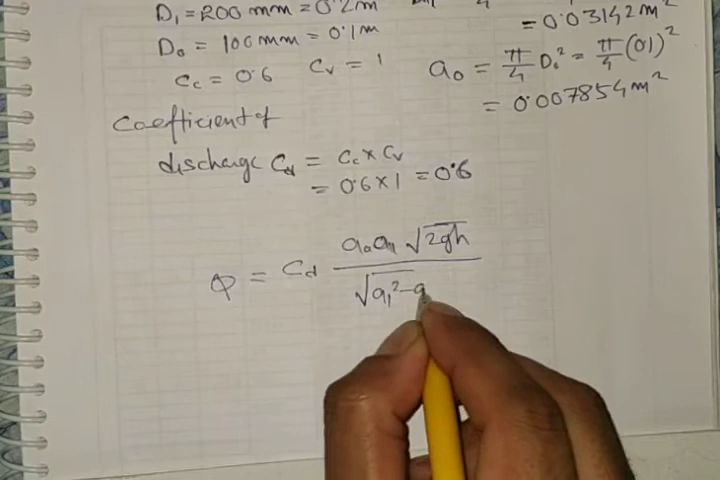 D₁ = 200 mm = 0.2m
= 0.03142 m²
D₀ = 100 mm = 0.1m
a₀ = π/4 D₀² = π/4 (0.1)²
Cc = 0.6 Cv = 1
= 0.007854 m²
Coefficient of
discharge Cd = Cc × Cv
= 0.6 × 1 = 0.6
Q = Cd a₀a₁ √2gh / √a₁² - a